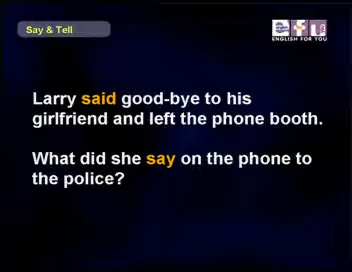 Say & Tell
efu
ENGLISH FOR YOU
Larry said good-bye to his
girlfriend and left the phone booth.
What did she say on the phone to
the police?